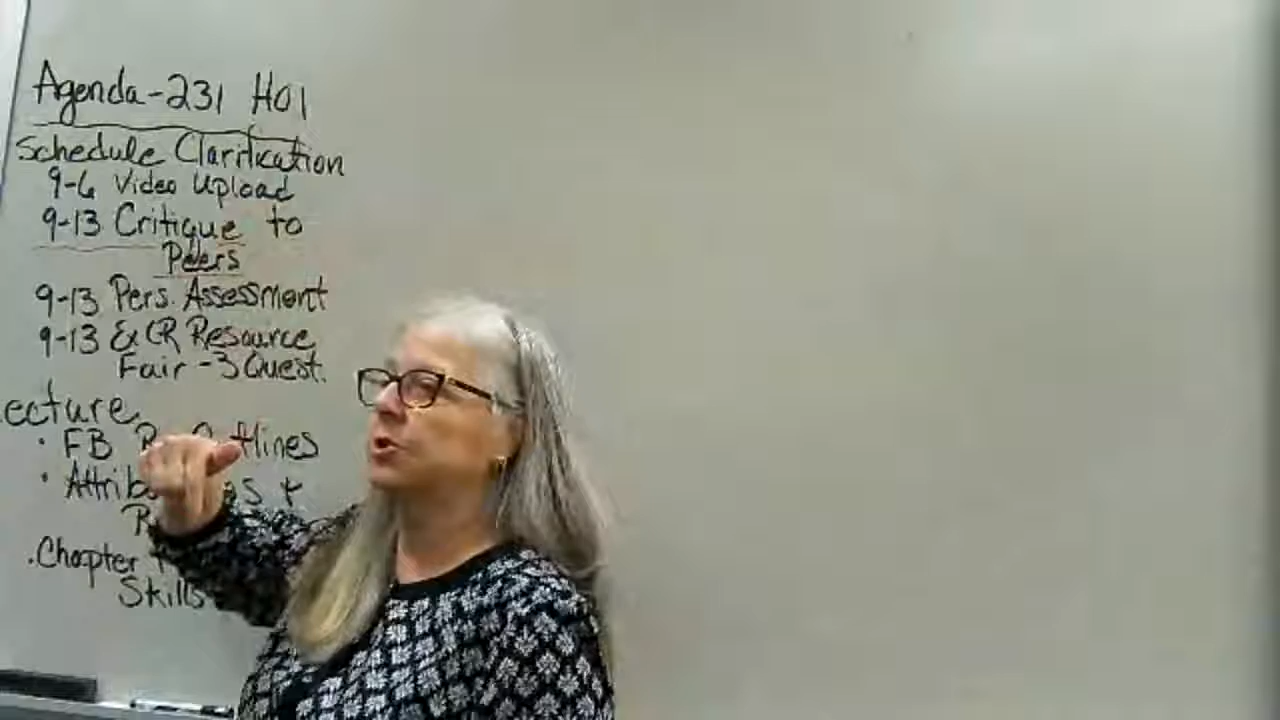 Agenda-231 H01
Schedule Clarification
9-6 Video Upload
9-13 Critique to
Peers
9-13 Pers. Assessment
9-13 Ex CR Resource
Fair -3 Quest.
ecture
• FB
• &
• Chapter
Skills